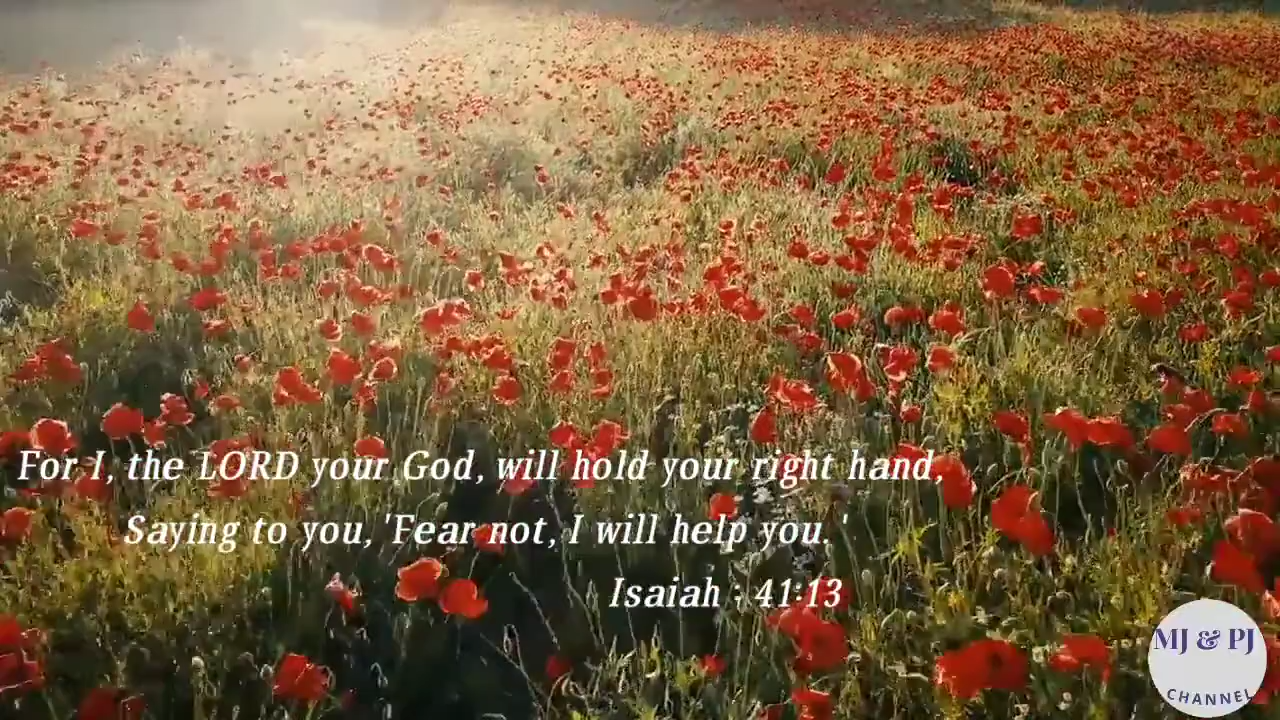 For I, the LORD your God, will hold your right hand,
Saying to you, 'Fear not, I will help you.'
Isaiah : 41:13
MJ & PJ
CHANNEL